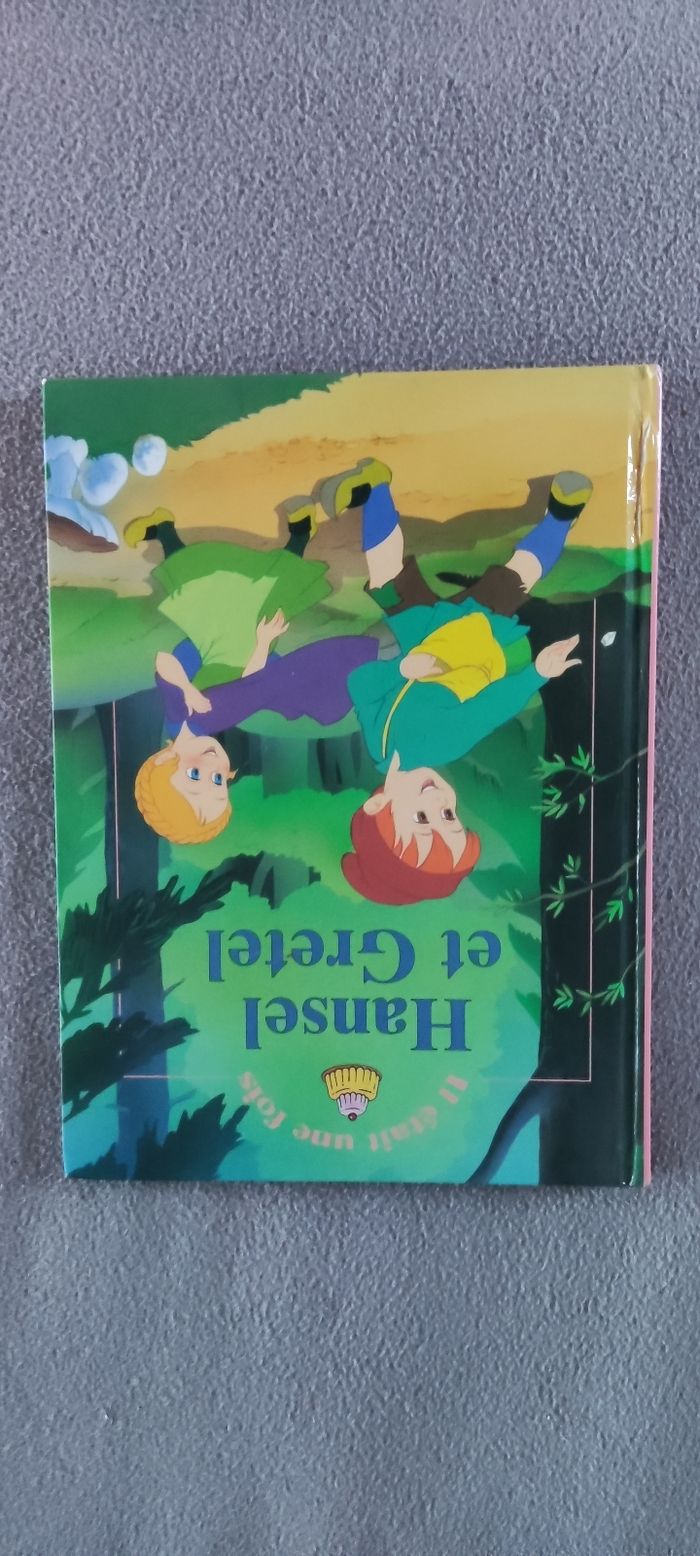 Il était une fois
Hansel
et Gretel